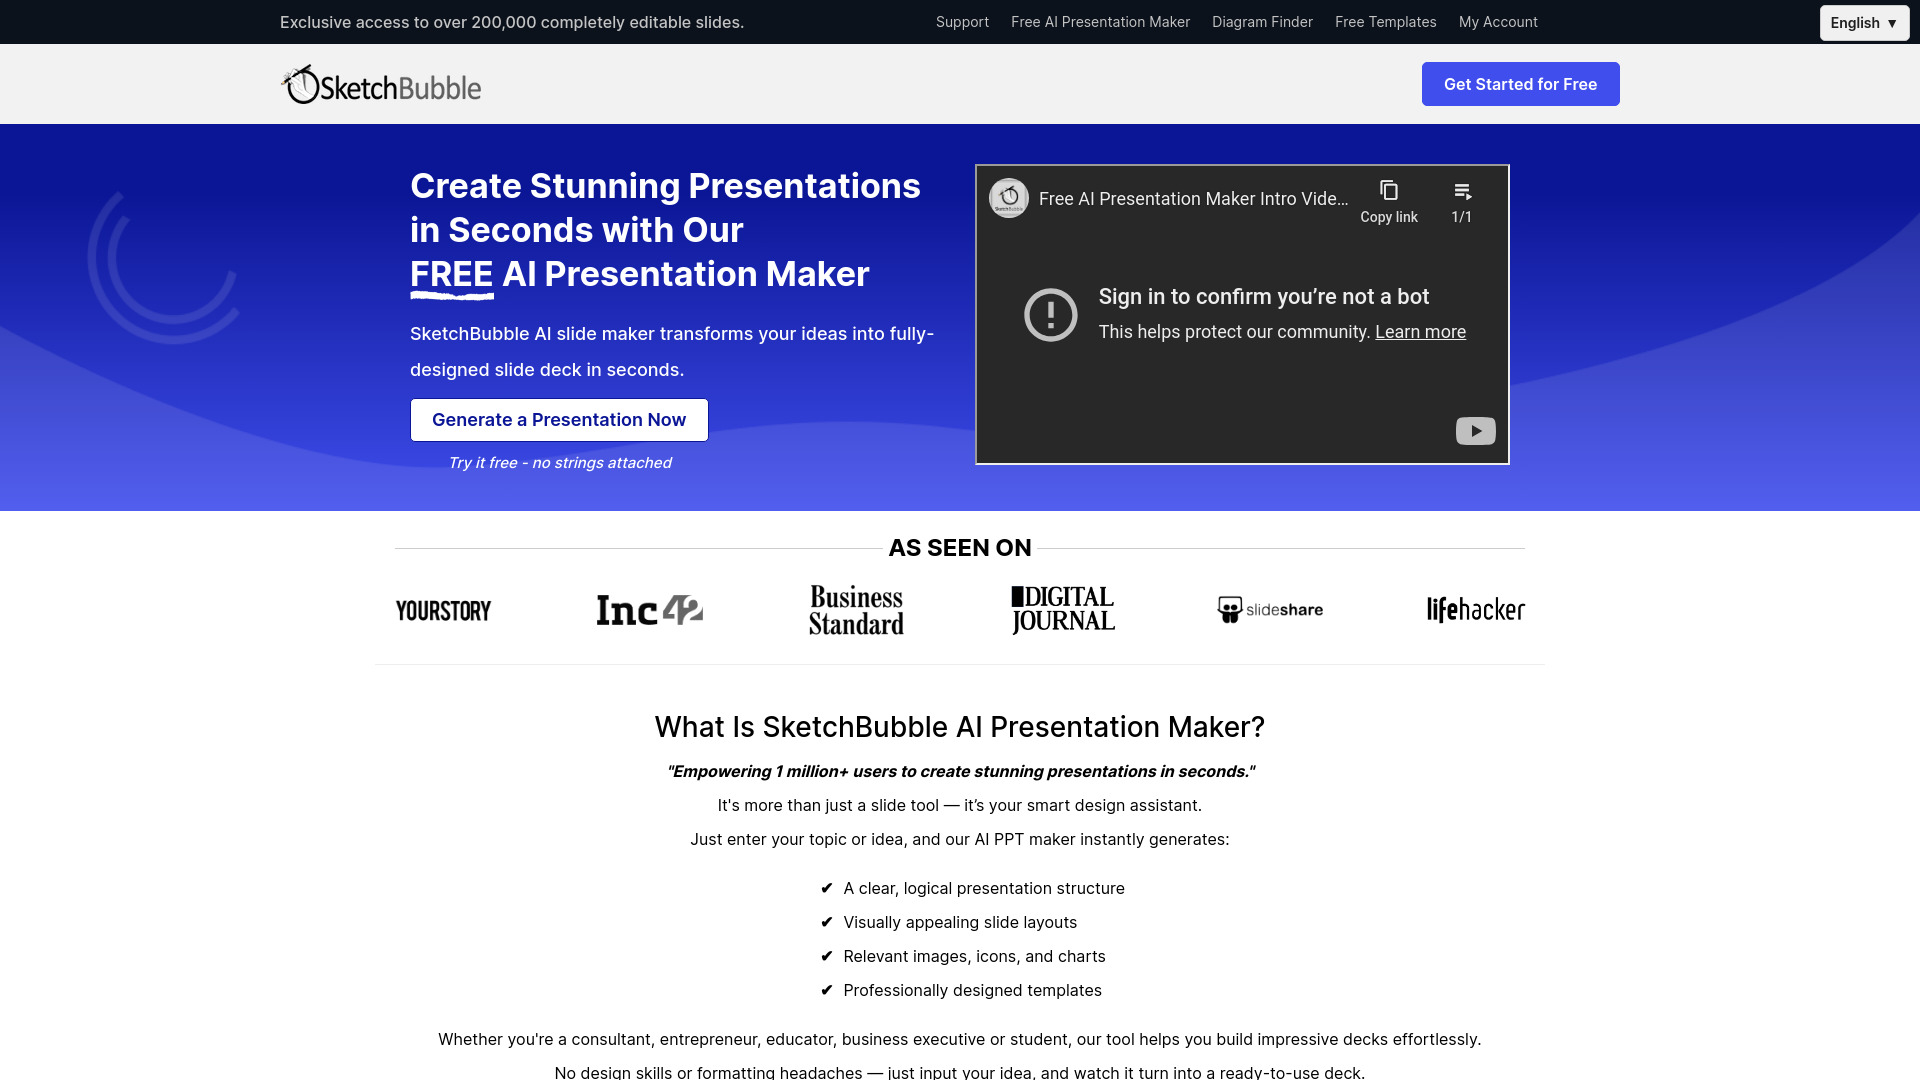 Exclusive access to over 200,000 completely editable slides.
Support
Free AI Presentation Maker
Diagram Finder
Free Templates
My Account
English ▼
SketchBubble
Get Started for Free
Create Stunning Presentations
in Seconds with Our
FREE AI Presentation Maker
SketchBubble AI slide maker transforms your ideas into fully-
designed slide deck in seconds.
Generate a Presentation Now
Try it free - no strings attached
Free AI Presentation Maker Intro Vide...
Copy link
1/1
Sign in to confirm you’re not a bot
This helps protect our community. Learn more
AS SEEN ON
YOURSTORY
Inc42
Business
Standard
DIGITAL
JOURNAL
slideshare
lifehacker
What Is SketchBubble AI Presentation Maker?
"Empowering 1 million+ users to create stunning presentations in seconds."
It's more than just a slide tool — it’s your smart design assistant.
Just enter your topic or idea, and our AI PPT maker instantly generates:
✔ A clear, logical presentation structure
✔ Visually appealing slide layouts
✔ Relevant images, icons, and charts
✔ Professionally designed templates
Whether you're a consultant, entrepreneur, educator, business executive or student, our tool helps you build impressive decks effortlessly.
No design skills or formatting headaches — just input your idea, and watch it turn into a ready-to-use deck.